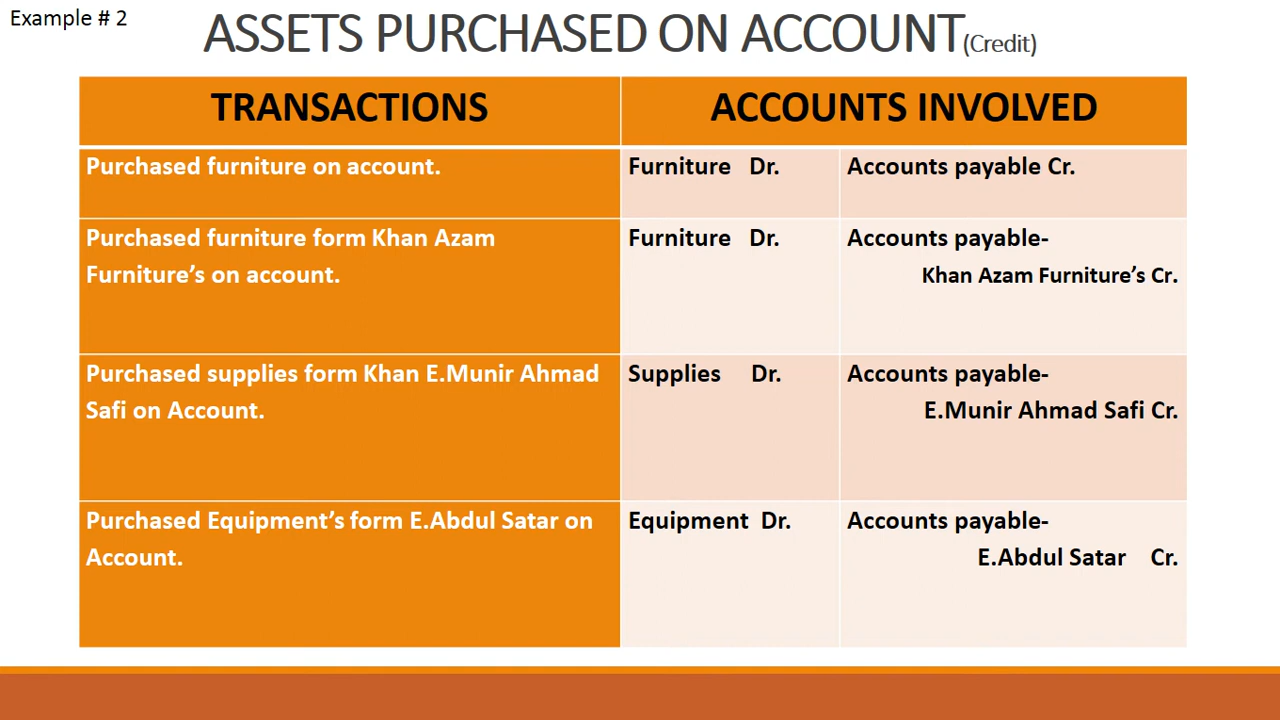 Example # 2
ASSETS PURCHASED ON ACCOUNT(Credit)
TRANSACTIONS
ACCOUNTS INVOLVED
Purchased furniture on account.
Furniture Dr.
Accounts payable Cr.
Purchased furniture form Khan Azam
Furniture’s on account.
Furniture Dr.
Accounts payable-
Khan Azam Furniture’s Cr.
Purchased supplies form Khan E.Munir Ahmad
Safi on Account.
Supplies Dr.
Accounts payable-
E.Munir Ahmad Safi Cr.
Purchased Equipment’s form E.Abdul Satar on
Account.
Equipment Dr.
Accounts payable-
E.Abdul Satar Cr.